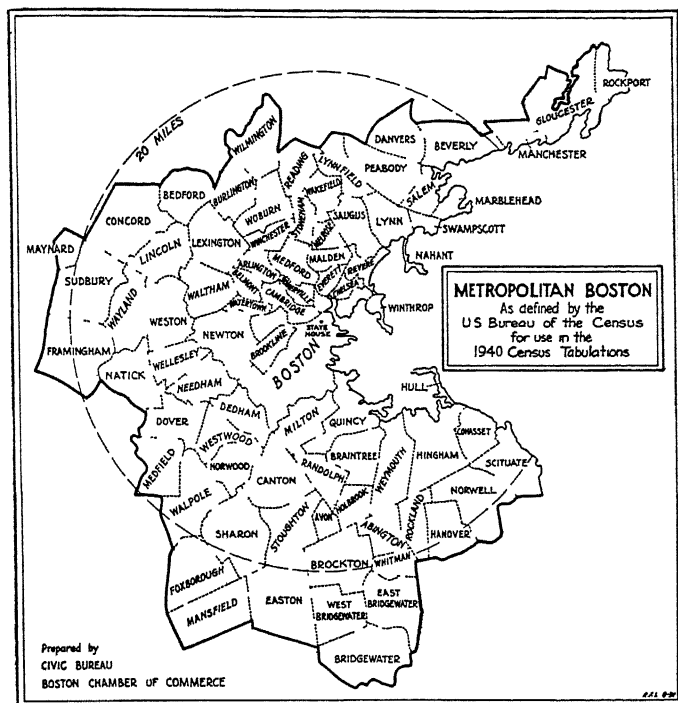 ROCKPORT
GLOUCESTER
MANCHESTER
20 MILES
WILMINGTON
DANVERS
BEVERLY
PEABODY
READING
LYNNFIELD
WAKEFIELD
SALEM
MARBLEHEAD
BEDFORD
BURLINGTON
CONCORD
WOBURN
STONEHAM
SAUGUS
LYNN
SWAMPSCOTT
MAYNARD
LINCOLN
LEXINGTON
WINCHESTER
MELROSE
NAHANT
SUDBURY
MEDFORD
MALDEN
ARLINGTON
SOMERVILLE
EVERETT
REVERE
CHELSEA
WAYLAND
WALTHAM
BELMONT
CAMBRIDGE
WATERTOWN
WINTHROP
WESTON
NEWTON
STATE
HOUSE
BROOKLINE
BOSTON
FRAMINGHAM
NATICK
WELLESLEY
NEEDHAM
METROPOLITAN BOSTON
As defined by the
US Bureau of the Census
for use in the
1940 Census Tabulations
HULL
DOVER
DEDHAM
MILTON
QUINCY
COHASSET
WESTWOOD
BRAINTREE
WEYMOUTH
HINGHAM
SCITUATE
MEDFIELD
NORWOOD
CANTON
RANDOLPH
HOLBROOK
NORWELL
WALPOLE
SHARON
STOUGHTON
AVON
ABINGTON
ROCKLAND
HANOVER
BROCKTON
WHITMAN
FOXBOROUGH
MANSFIELD
EASTON
WEST
BRIDGEWATER
EAST
BRIDGEWATER
BRIDGEWATER
Prepared by
CIVIC BUREAU
BOSTON CHAMBER OF COMMERCE